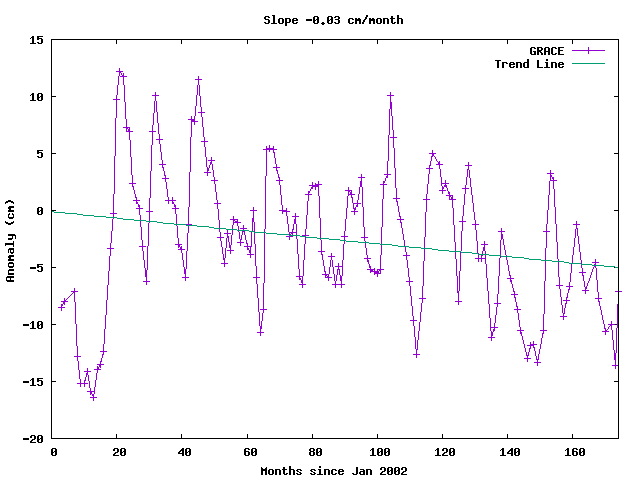 Slope -0.03 cm/month
GRACE
Trend Line
15
10
5
0
-5
-10
-15
-20
Anomaly (cm)
0 20 40 60 80 100 120 140 160
Months since Jan 2002